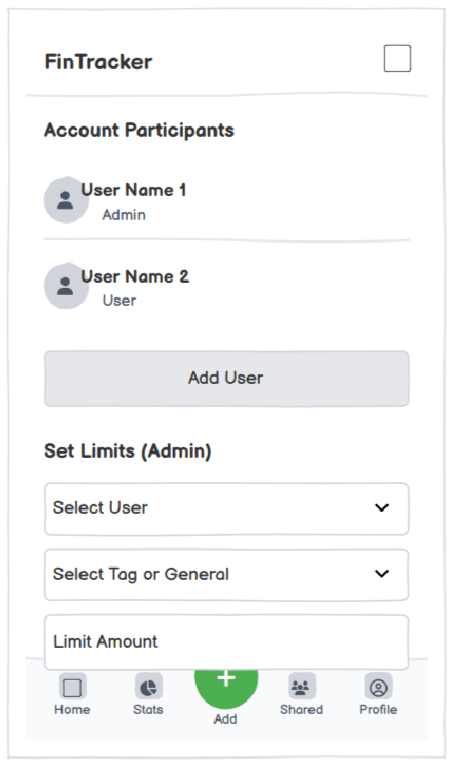 FinTracker
Account Participants
User Name 1
Admin
User Name 2
User
Add User
Set Limits (Admin)
Select User
Select Tag or General
Limit Amount
+
Home Stats Add Shared Profile